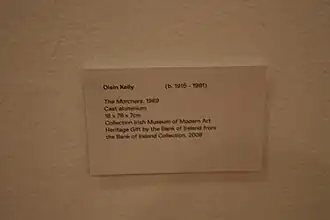 Oisín Kelly (b. 1915 - 1981)
The Marchers, 1969
Cast aluminium
18 x 76 x 7cm
Collection Irish Museum of Modern Art
Heritage Gift by the Bank of Ireland from
the Bank of Ireland Collection, 2008